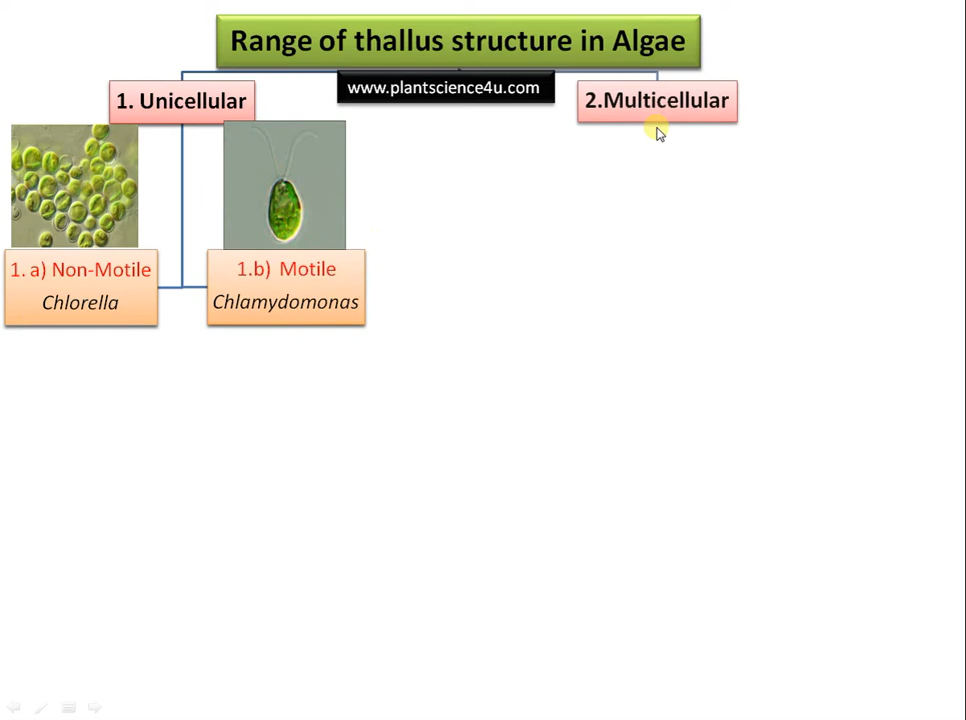 Range of thallus structure in Algae
www.plantscience4u.com
1. Unicellular
2.Multicellular
1. a) Non-Motile
Chlorella
1.b) Motile
Chlamydomonas